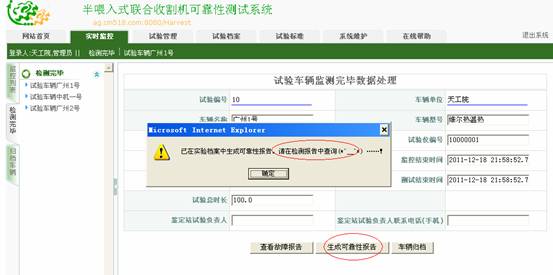 半喂入式联合收割机可靠性测试系统
ag.cm518.com:8080/Harvest
网站首页 实时监控 试验管理 试验档案 试验标准 系统维护 在线帮助 退出系统
登录人:天工院,管理员 || 检测完毕 试验车辆广州1号
监控列表
检测完毕
归档车辆
检测完毕
试验车辆广州1号
试验车辆中机一号
试验车辆广州2号
试验车辆监测完毕数据处理
试验编号 10 车辆单位 天工院
车辆名称 广州1号 车辆型号 维尔热温热
试验仪编号 10000001
监控结束时间 2011-12-18 21:58:52.7
测试结束时间 2011-12-18 21:58:52.7
试验总时长 100.0
鉴定站试验负责人 鉴定站试验负责人联系电话(手机)
查看故障报告 生成可靠性报告 车辆归档
Microsoft Internet Explorer
已在实验档案中生成可靠性报告,请在检测报告中查询(*^__^*) ……!
确定